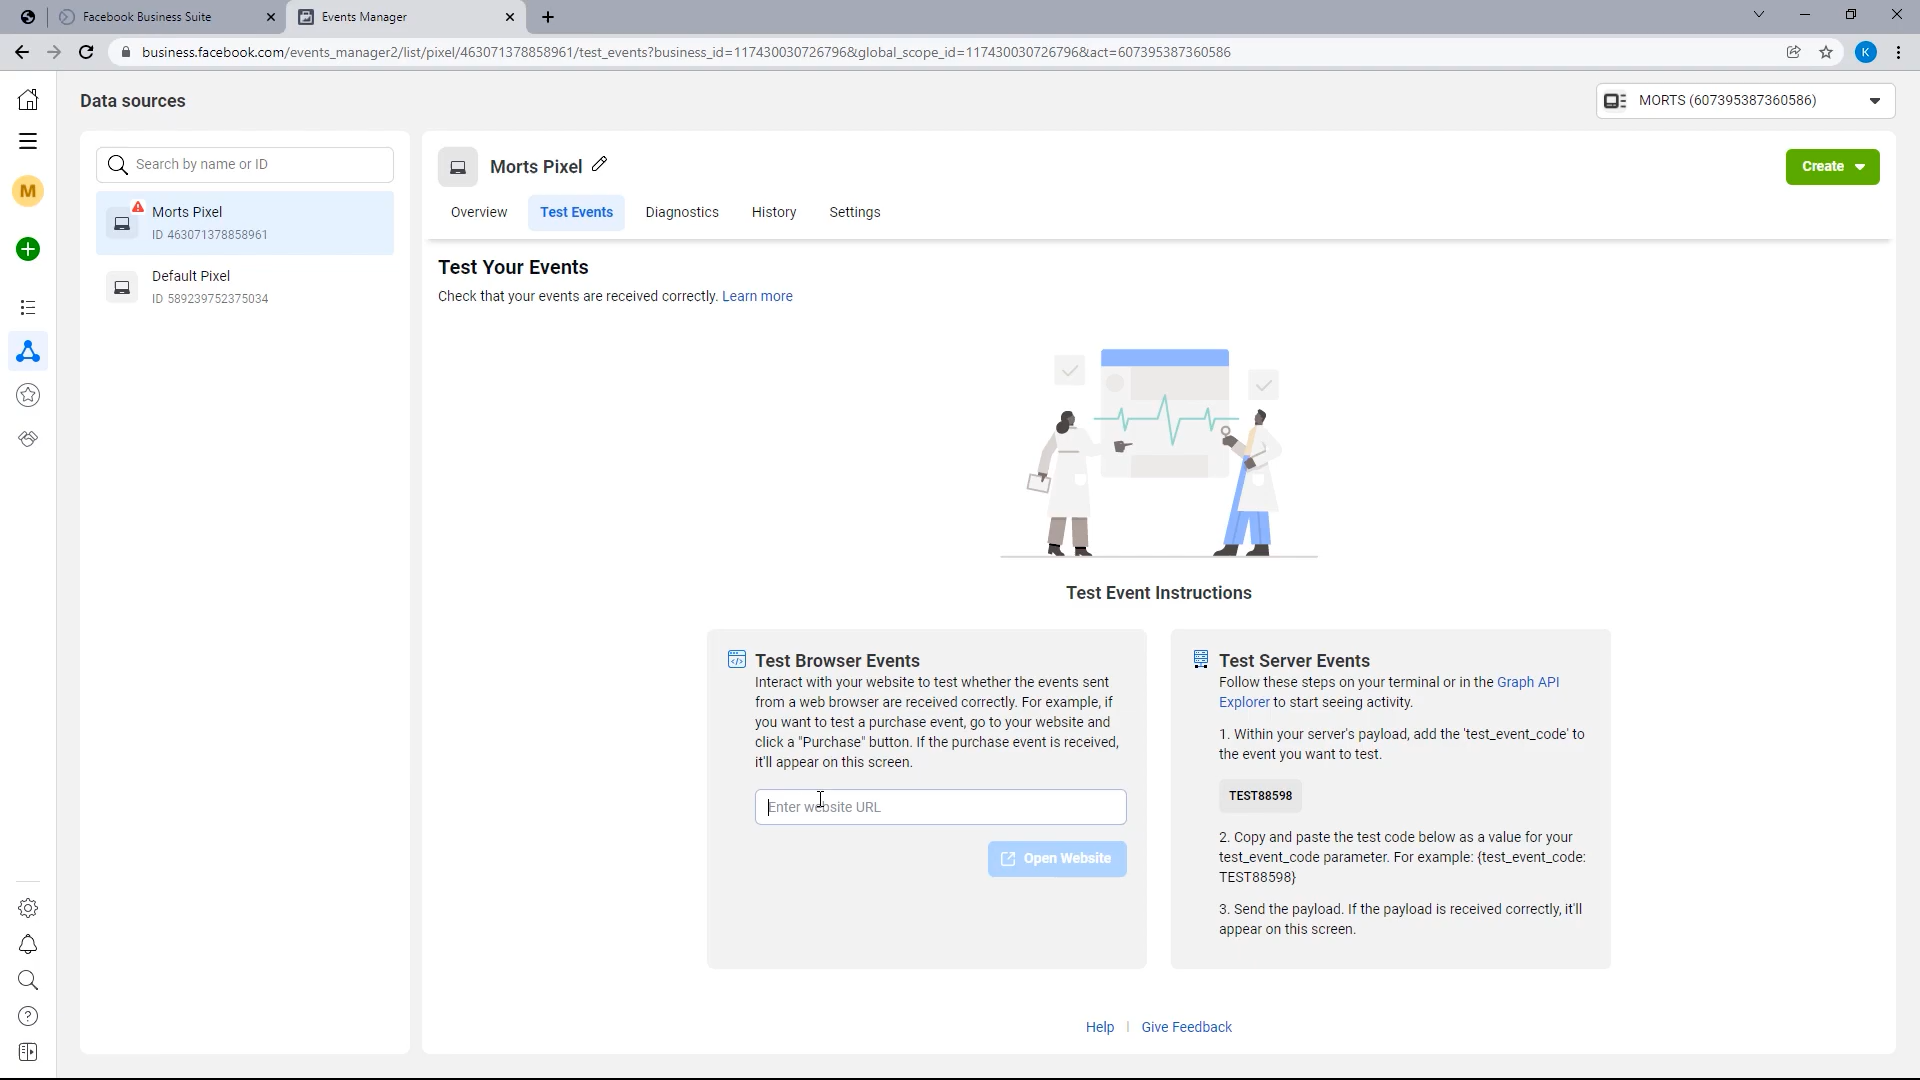 Facebook Business Suite
Events Manager
business.facebook.com/events_manager2/list/pixel/463071378858961/test_events?business_id=1174300307267968&global_scope_id=1174300307267968&act=607395387360586
K
Data sources
MORTS (607395387360586)
M
Search by name or ID
Morts Pixel
ID 463071378858961
Default Pixel
ID 589239752375034
Morts Pixel
Create
Overview
Test Events
Diagnostics
History
Settings
Test Your Events
Check that your events are received correctly. Learn more
Test Event Instructions
Test Browser Events
Interact with your website to test whether the events sent
from a web browser are received correctly. For example, if
you want to test a purchase event, go to your website and
click a "Purchase" button. If the purchase event is received,
it'll appear on this screen.
Enter website URL
Open Website
Test Server Events
Follow these steps on your terminal or in the Graph API
Explorer to start seeing activity.
1. Within your server's payload, add the 'test_event_code' to
the event you want to test.
TEST88598
2. Copy and paste the test code below as a value for your
test_event_code parameter. For example: {test_event_code:
TEST88598}
3. Send the payload. If the payload is received correctly, it'll
appear on this screen.
Help
Give Feedback